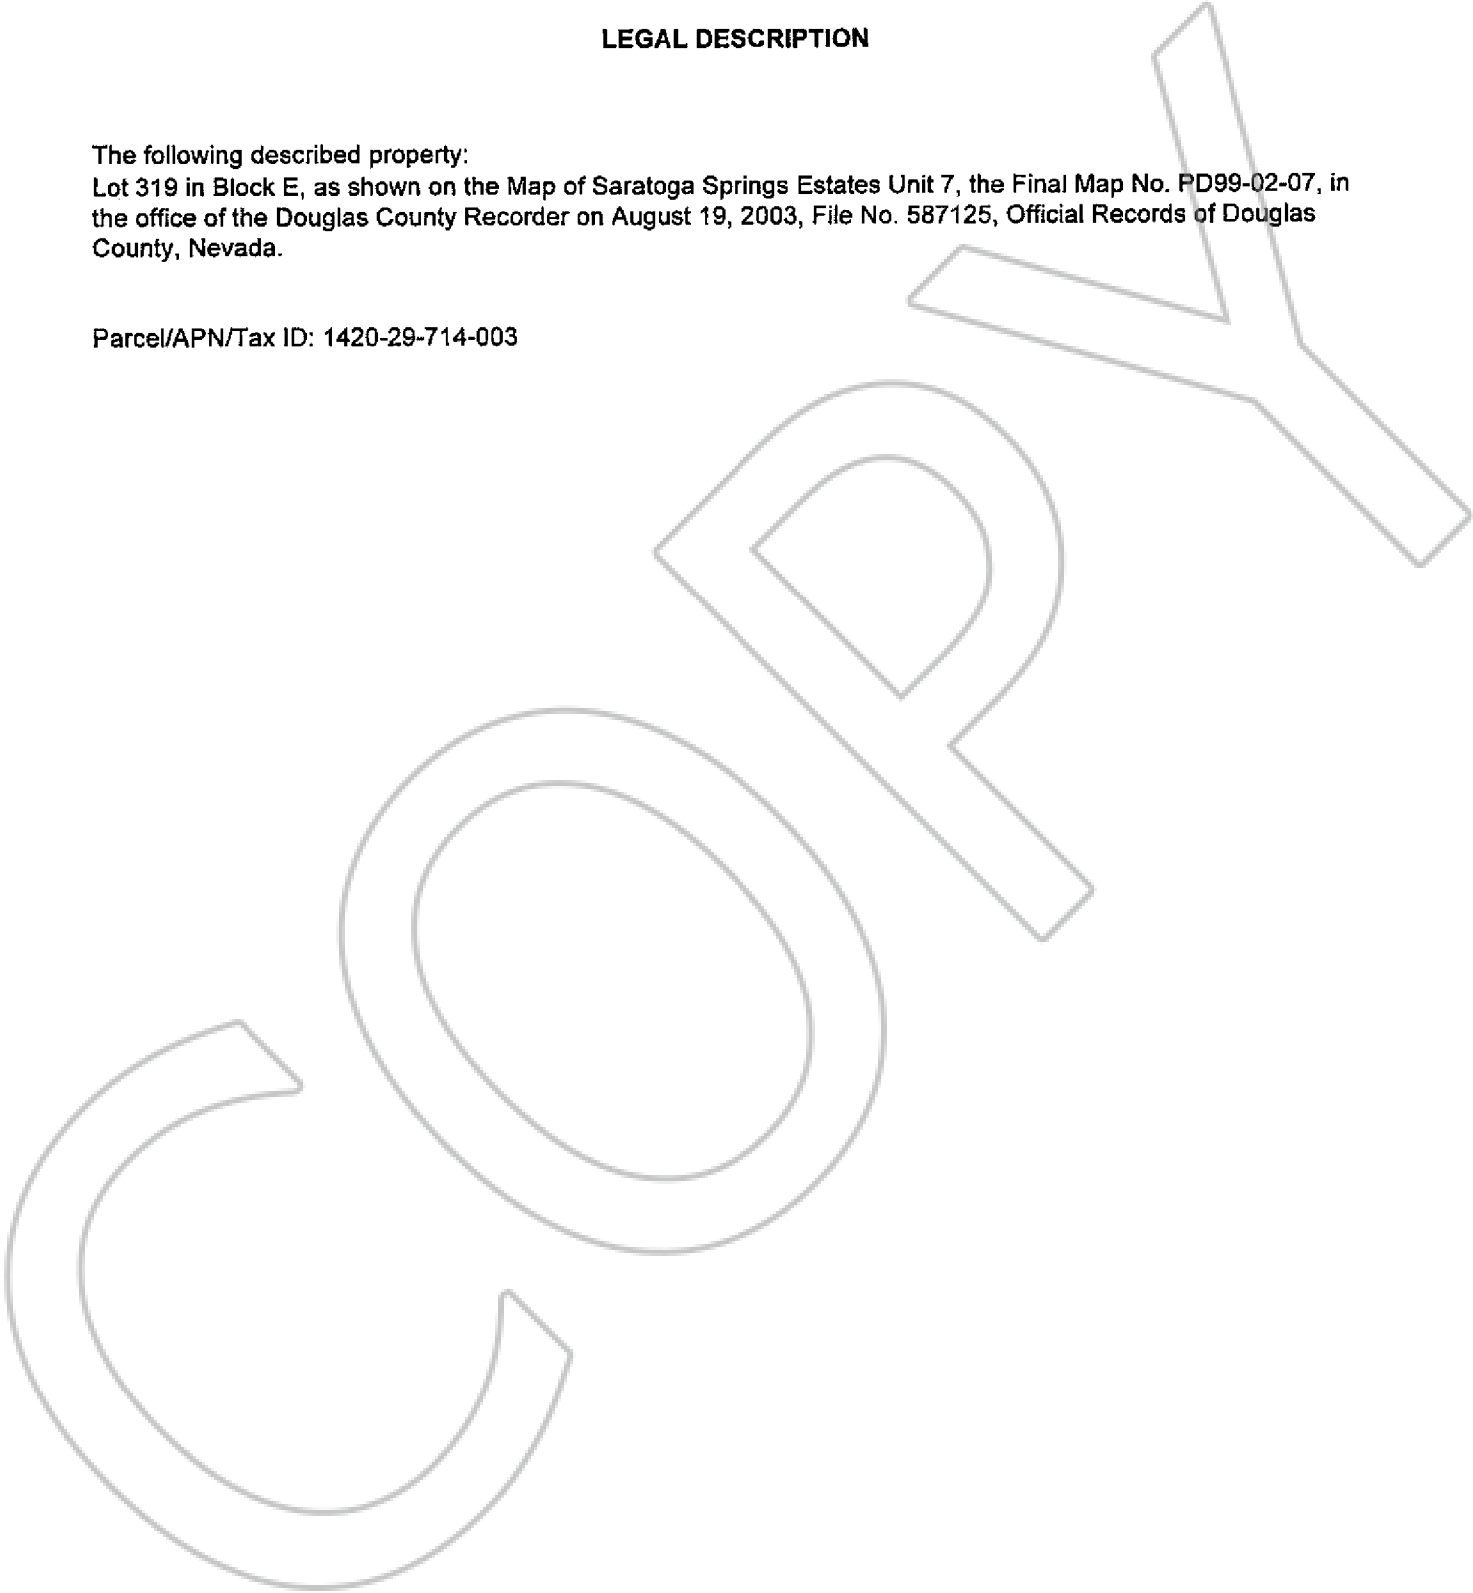 LEGAL DESCRIPTION
The following described property:
Lot 319 in Block E, as shown on the Map of Saratoga Springs Estates Unit 7, the Final Map No. PD99-02-07, in
the office of the Douglas County Recorder on August 19, 2003, File No. 587125, Official Records of Douglas
County, Nevada.
Parcel/APN/Tax ID: 1420-29-714-003
COPY